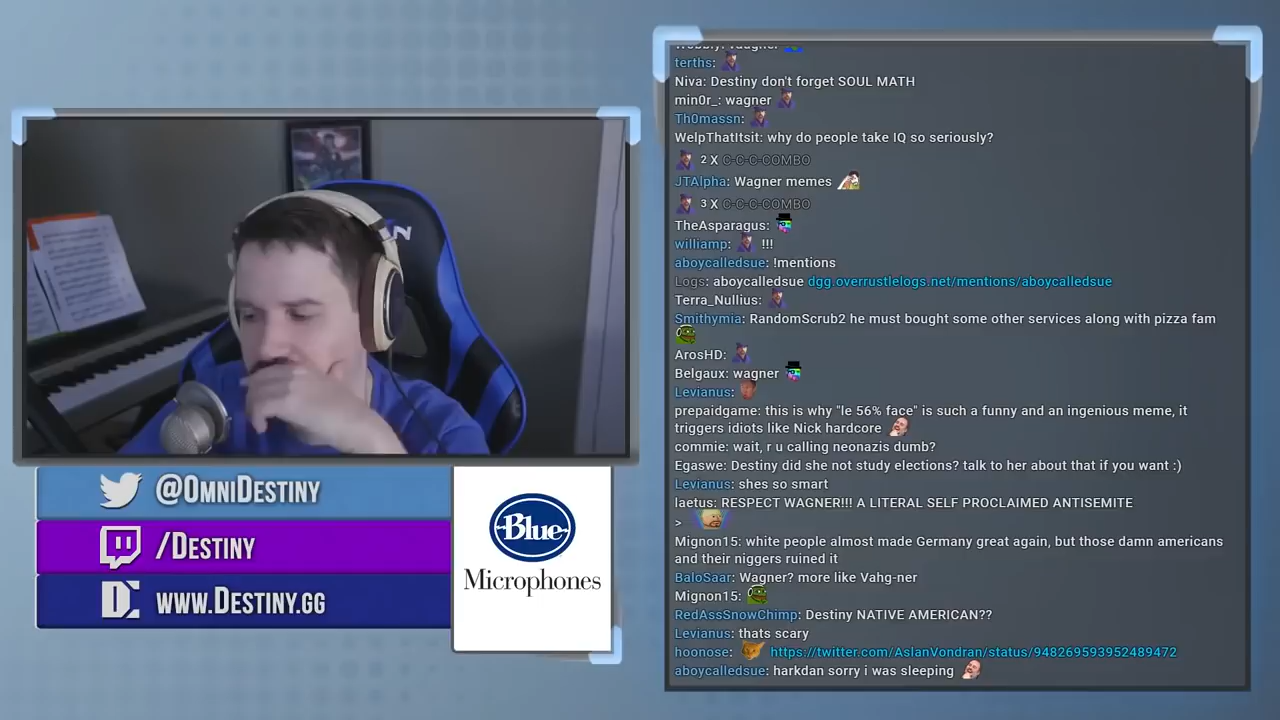 terths:
Niva: Destiny don't forget SOUL MATH
min0r_: wagner
Th0massn:
WelpThatItsit: why do people take IQ so seriously?
2 X C-C-C-COMBO
JTAlpha: Wagner memes
3 X C-C-C-COMBO
TheAsparagus:
williamp: !!!
aboycalledsue: !mentions
Logs: aboycalledsue dgg.overrustlelogs.net/mentions/aboycalledsue
Terra_Nullius:
Smithymia: RandomScrub2 he must bought some other services along with pizza fam
ArosHD:
Belgaux: wagner
Levianus:
prepaidgame: this is why "le 56% face" is such a funny and an ingenious meme, it
triggers idiots like Nick hardcore
commie: wait, r u calling neonazis dumb?
Egaswe: Destiny did she not study elections? talk to her about that if you want :)
Levianus: shes so smart
laetus: RESPECT WAGNER!!! A LITERAL SELF PROCLAIMED ANTISEMITE
>
Mignon15: white people almost made Germany great again, but those damn americans
and their niggers ruined it
BaloSaar: Wagner? more like Vahg-ner
Mignon15:
RedAssSnowChimp: Destiny NATIVE AMERICAN??
Levianus: thats scary
hoonose: https://twitter.com/AslanVondran/status/948269593952489472
aboycalledsue: harkdan sorry i was sleeping
@OmniDestiny
/Destiny
www.Destiny.gg
Blue
Microphones